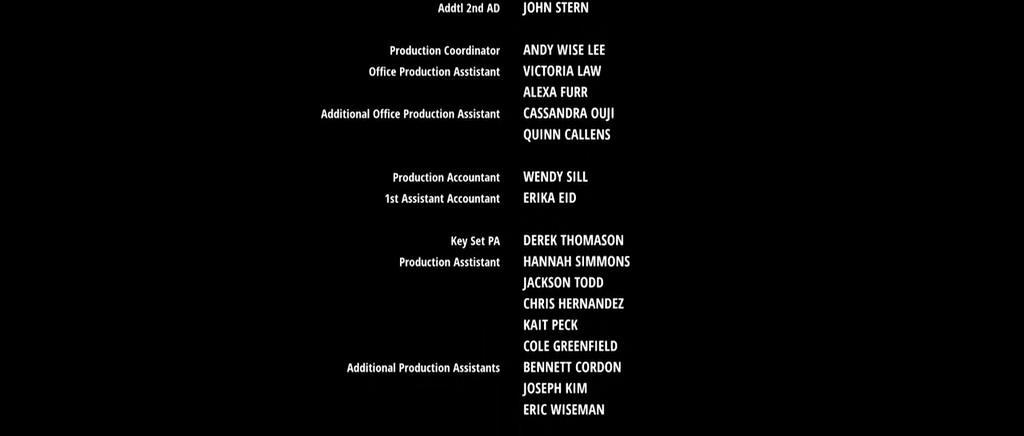 Addtl 2nd AD JOHN STERN
Production Coordinator ANDY WISE LEE
Office Production Asstistant VICTORIA LAW
ALEXA FURR
Additional Office Production Assistant CASSANDRA OUJI
QUINN CALLENS
Production Accountant WENDY SILL
1st Assistant Accountant ERIKA EID
Key Set PA DEREK THOMASON
Production Asstistant HANNAH SIMMONS
JACKSON TODD
CHRIS HERNANDEZ
KAIT PECK
COLE GREENFIELD
Additional Production Assistants BENNETT CORDON
JOSEPH KIM
ERIC WISEMAN